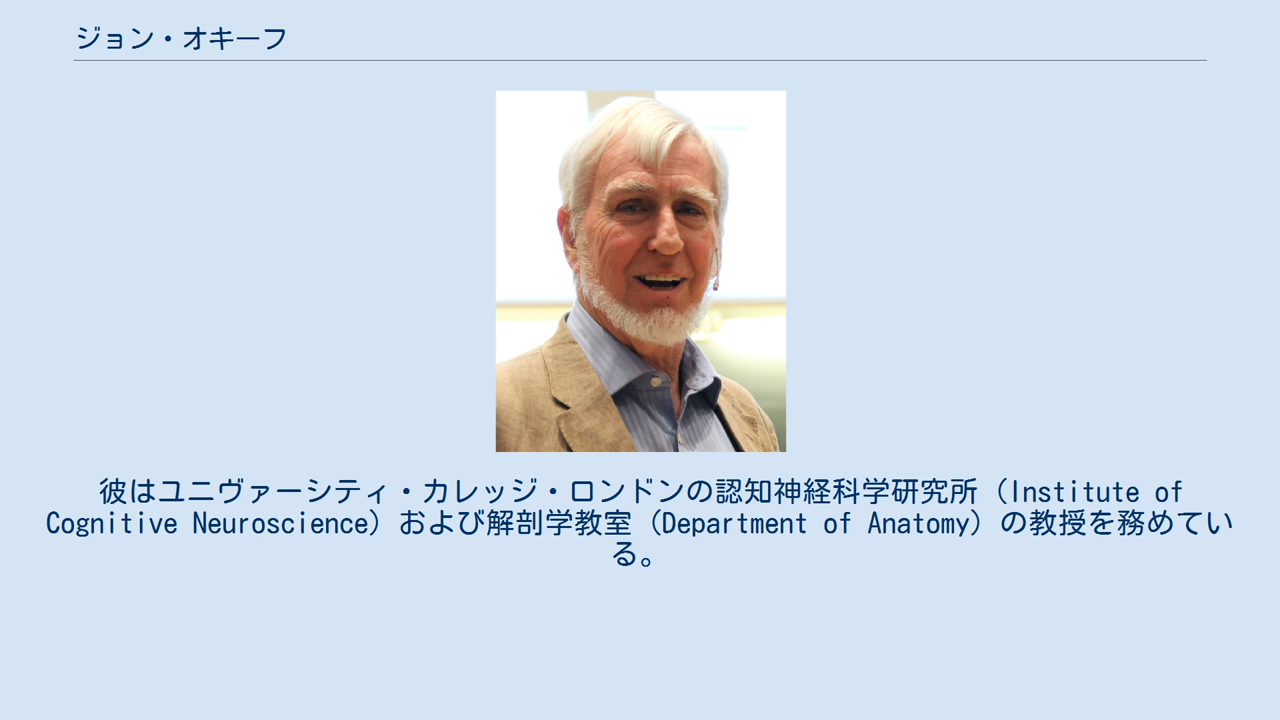 ジョン・オキーフ
彼はユニヴァーシティ・カレッジ・ロンドンの認知神経科学研究所（Institute of
Cognitive Neuroscience）および解剖学教室（Department of Anatomy）の教授を務めてい
る。